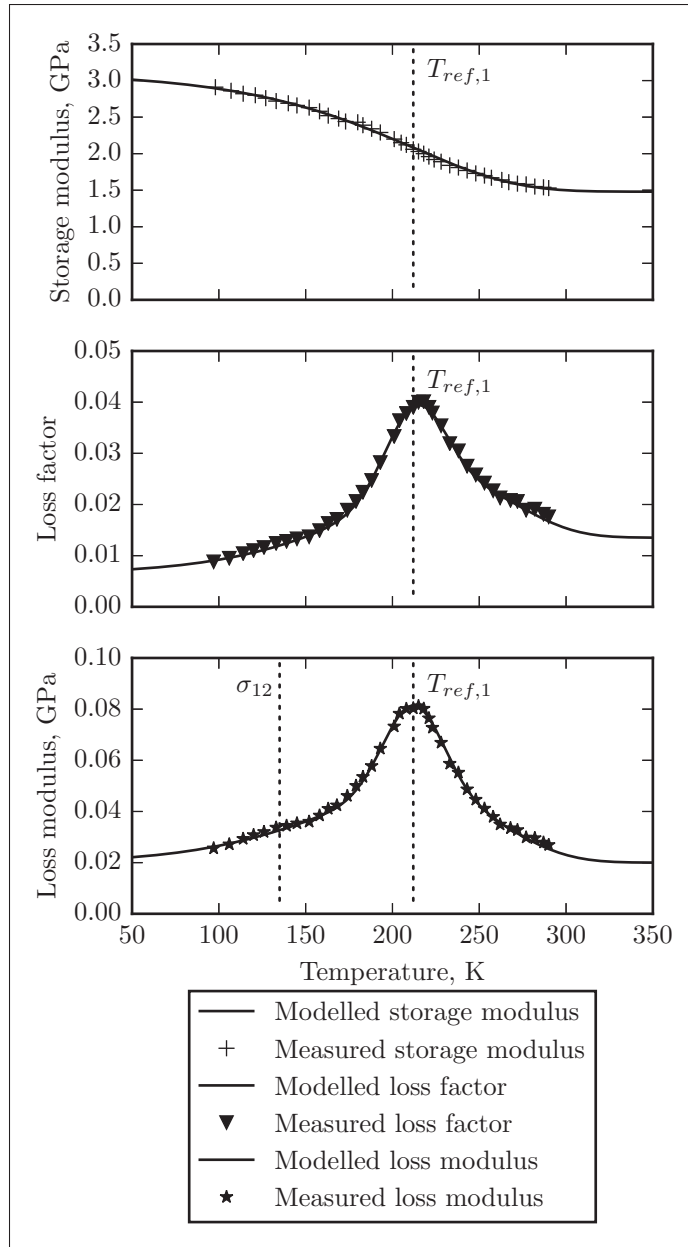 3.5
3.0
2.5
2.0
1.5
1.0
0.5
0.0
Storage modulus, GPa
T_{ref,1}
0.05
0.04
0.03
0.02
0.01
0.00
Loss factor
T_{ref,1}
0.10
0.08
0.06
0.04
0.02
0.00
Loss modulus, GPa
σ_{12}
T_{ref,1}
50 100 150 200 250 300 350
Temperature, K
Modelled storage modulus
Measured storage modulus
Modelled loss factor
Measured loss factor
Modelled loss modulus
Measured loss modulus